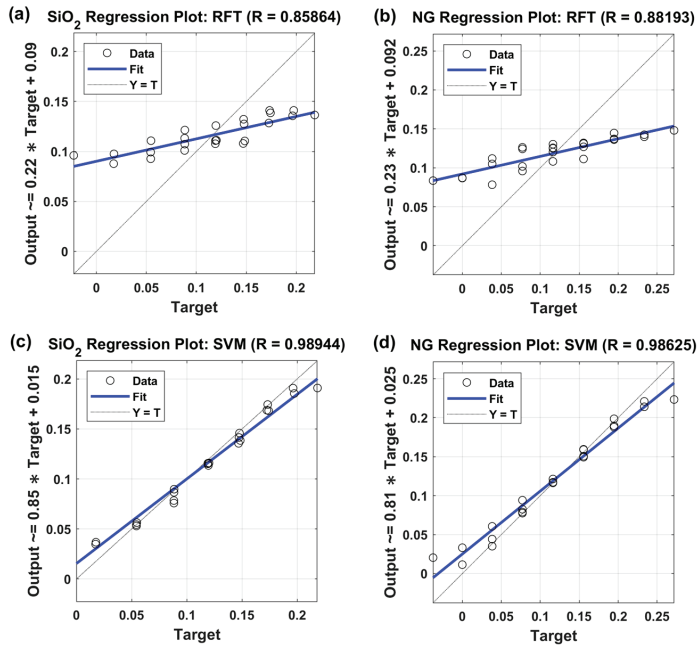 (a) SiO2 Regression Plot: RFT (R = 0.85864)
Output ~= 0.22 * Target + 0.09
0.2
0.15
0.1
0.05
0
Data
Fit
Y = T
0 0.05 0.1 0.15 0.2
Target
(b) NG Regression Plot: RFT (R = 0.88193)
Output ~= 0.23 * Target + 0.092
0.25
0.2
0.15
0.1
0.05
0
Data
Fit
Y = T
0 0.05 0.1 0.15 0.2 0.25
Target
(c) SiO2 Regression Plot: SVM (R = 0.98944)
Output ~= 0.85 * Target + 0.015
0.2
0.15
0.1
0.05
0
Data
Fit
Y = T
0 0.05 0.1 0.15 0.2
Target
(d) NG Regression Plot: SVM (R = 0.98625)
Output ~= 0.81 * Target + 0.025
0.25
0.2
0.15
0.1
0.05
0
Data
Fit
Y = T
0 0.05 0.1 0.15 0.2 0.25
Target